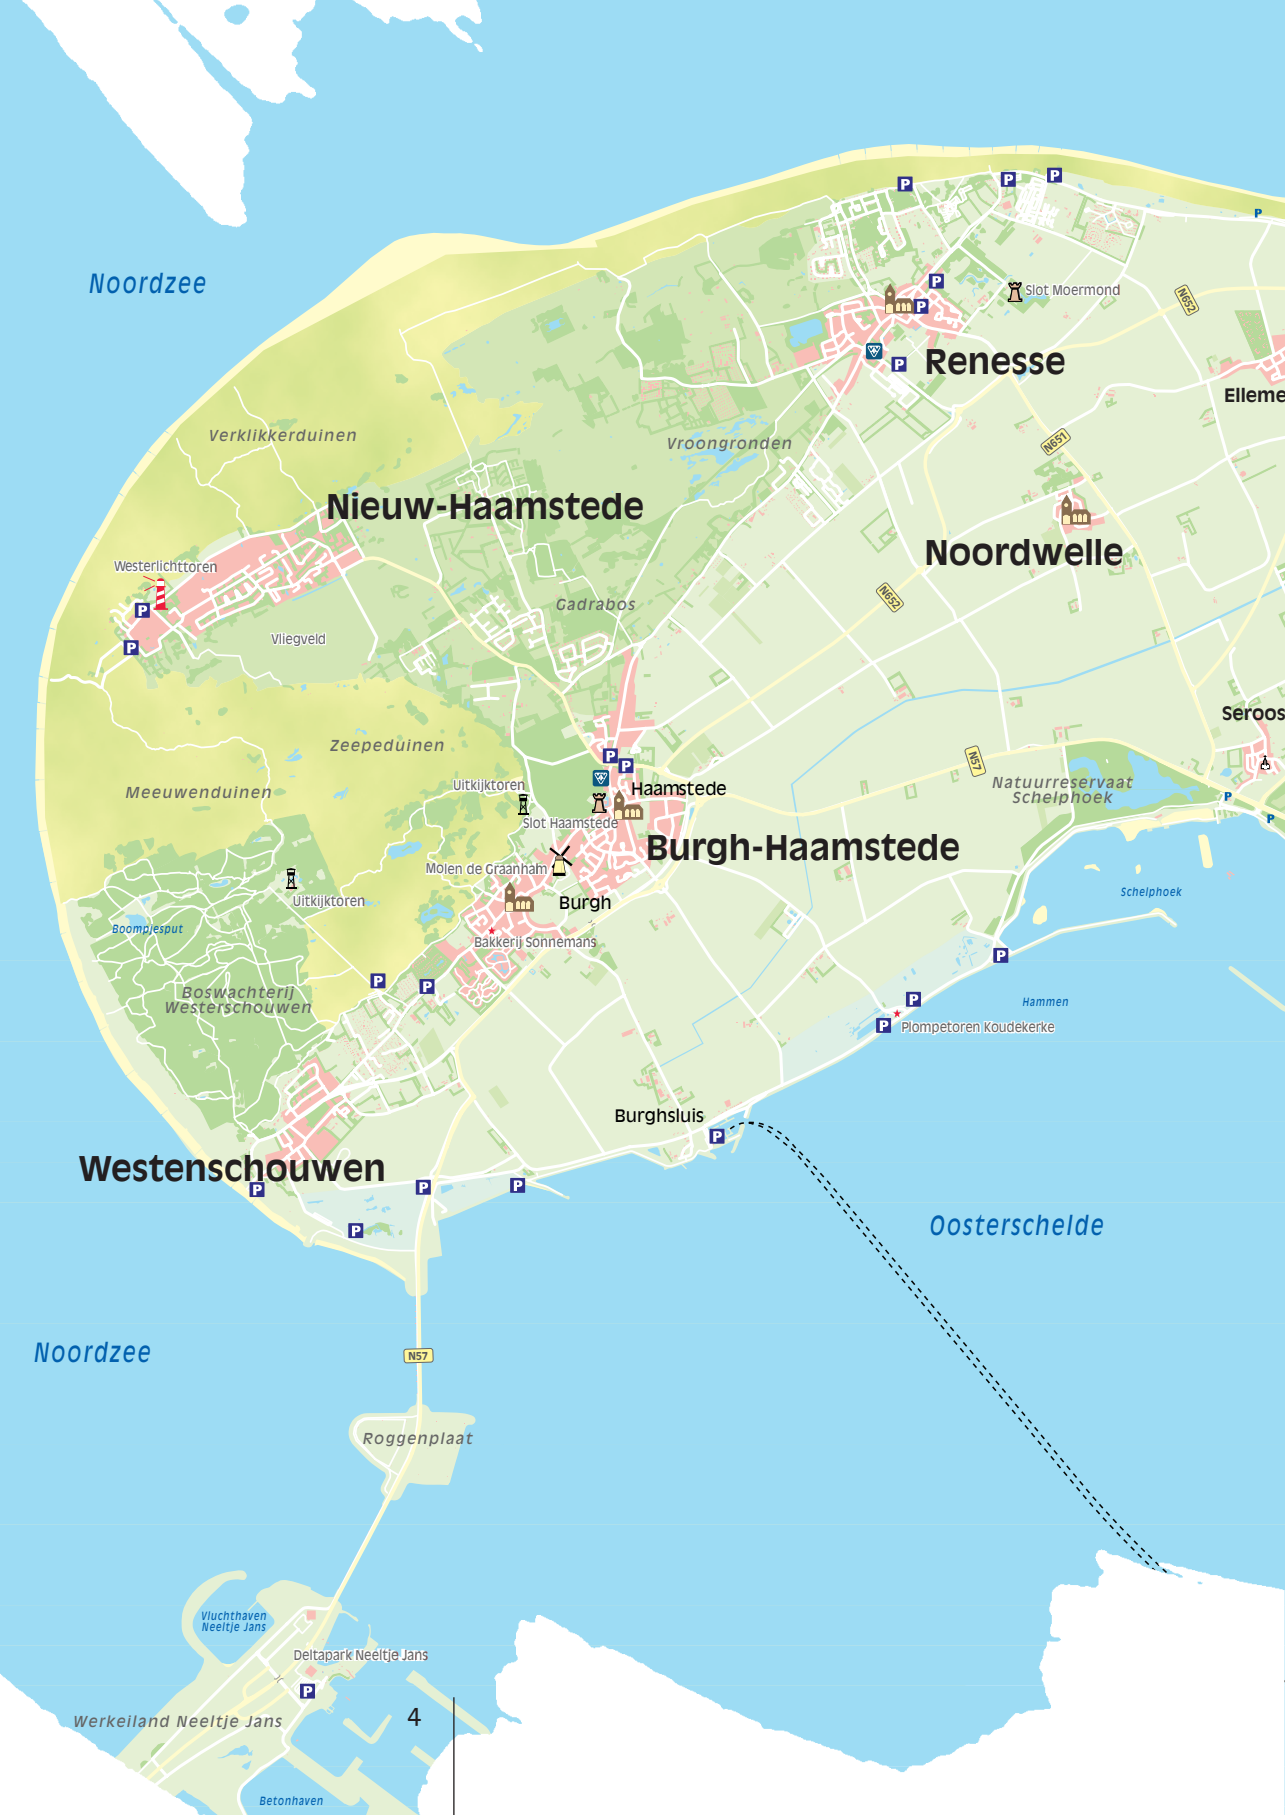 P
P
P
P
Noordzee
P
Slot Moermond
N652
P
Renesse
P
Elleme
Verklikkerduinen
Vroongronden
N651
Nieuw-Haamstede
Noordwelle
Westerlichttoren
N652
Gadrabos
P
Vliegveld
P
Seroos
Zeepeduinen
P
N57
P
Natuurreservaat
Schelphoek
Uitkijktoren
Haamstede
Meeuwenduinen
P
Slot Haamstede
P
Burgh-Haamstede
Molen de Graanham
Schelphoek
Uitkijktoren
Burgh
Boompjesput
Bakkerij Sonnemans
P
P
P
Boswachterij
Westerschouwen
P
Hammen
P
Plompetoren Koudekerke
Burghsluis
P
Westenschouwen
P
P
P
P
Oosterschelde
Noordzee
N57
Roggenplaat
Vluchthaven
Neeltje Jans
Deltapark Neeltje Jans
P
Werkeiland Neeltje Jans
4
Betonhaven